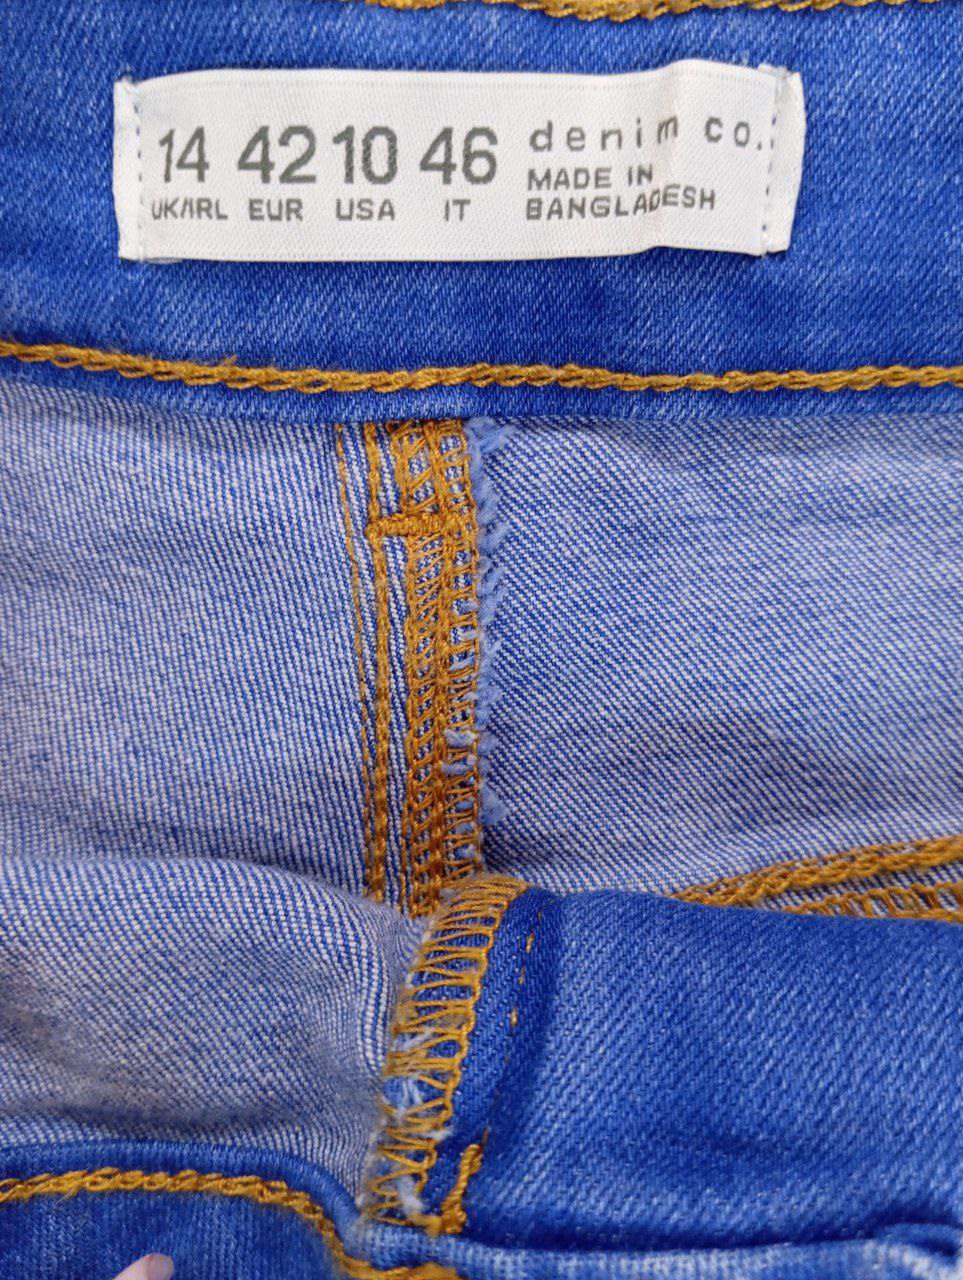 14 42 10 46 denim co.
UK/IRL EUR USA IT MADE IN
BANGLADESH